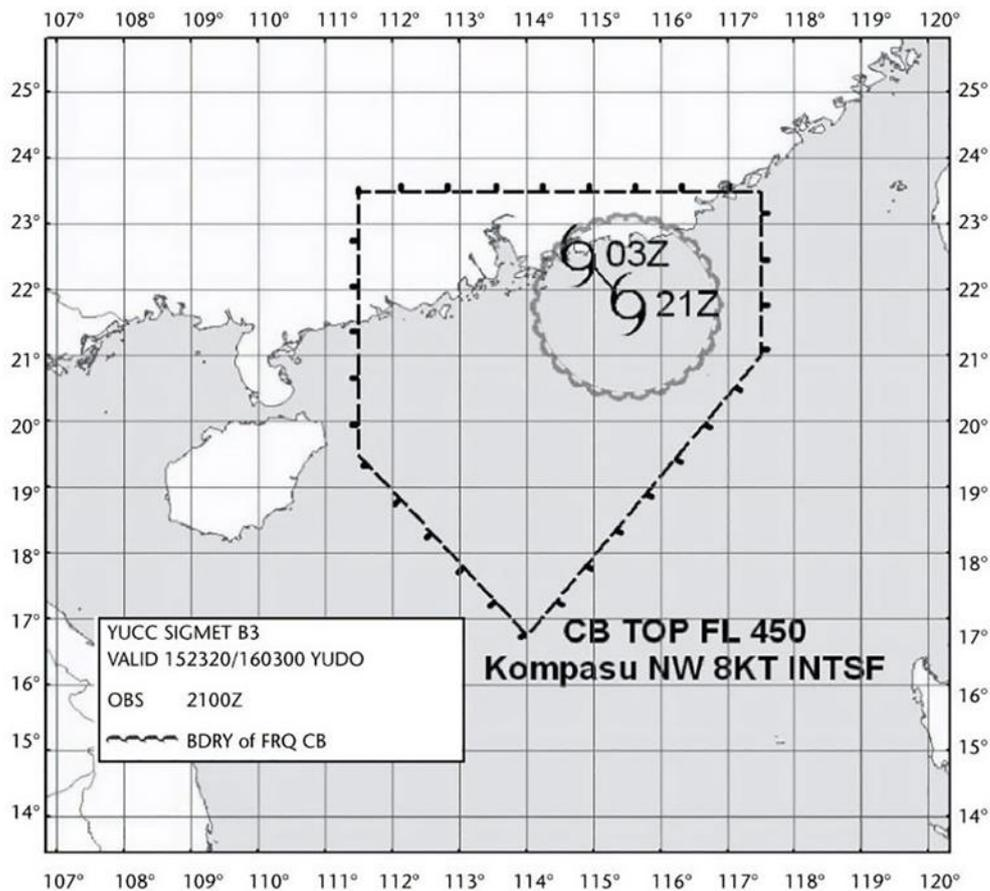 107° 108° 109° 110° 111° 112° 113° 114° 115° 116° 117° 118° 119° 120°
25° 25°
24° 24°
23° 23°
03Z
22° 22°
21Z
21° 21°
20° 20°
19° 19°
18° 18°
17° 17°
CB TOP FL 450
Kompasu NW 8KT INTSF
YUCC SIGMET B3
VALID 152320/160300 YUDO
OBS 2100Z
BDRY of FRQ CB
16° 16°
15° 15°
14° 14°
107° 108° 109° 110° 111° 112° 113° 114° 115° 116° 117° 118° 119° 120°